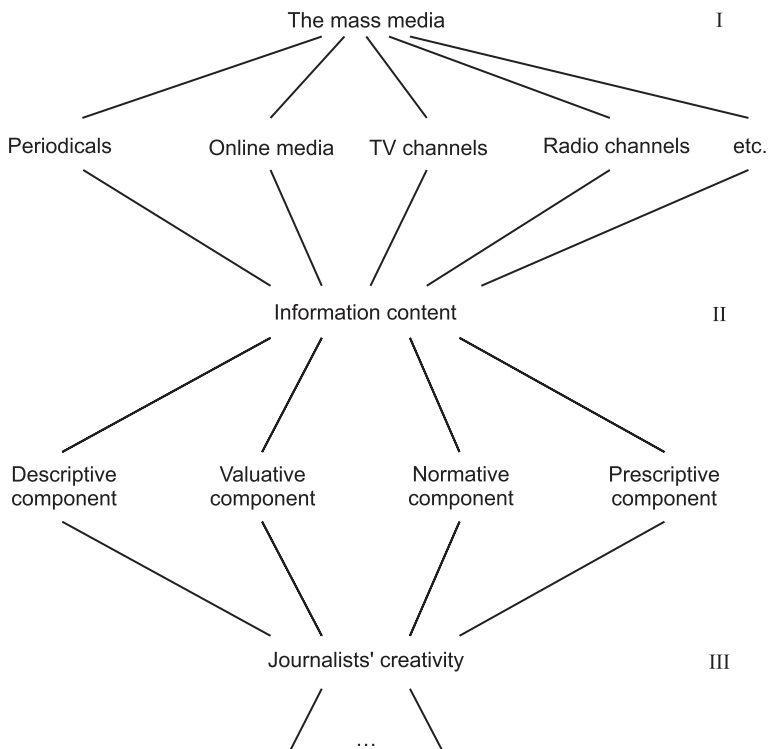 The mass media I
Periodicals Online media TV channels Radio channels etc.
Information content II
Descriptive component Valuative component Normative component Prescriptive component
Journalists' creativity III
...